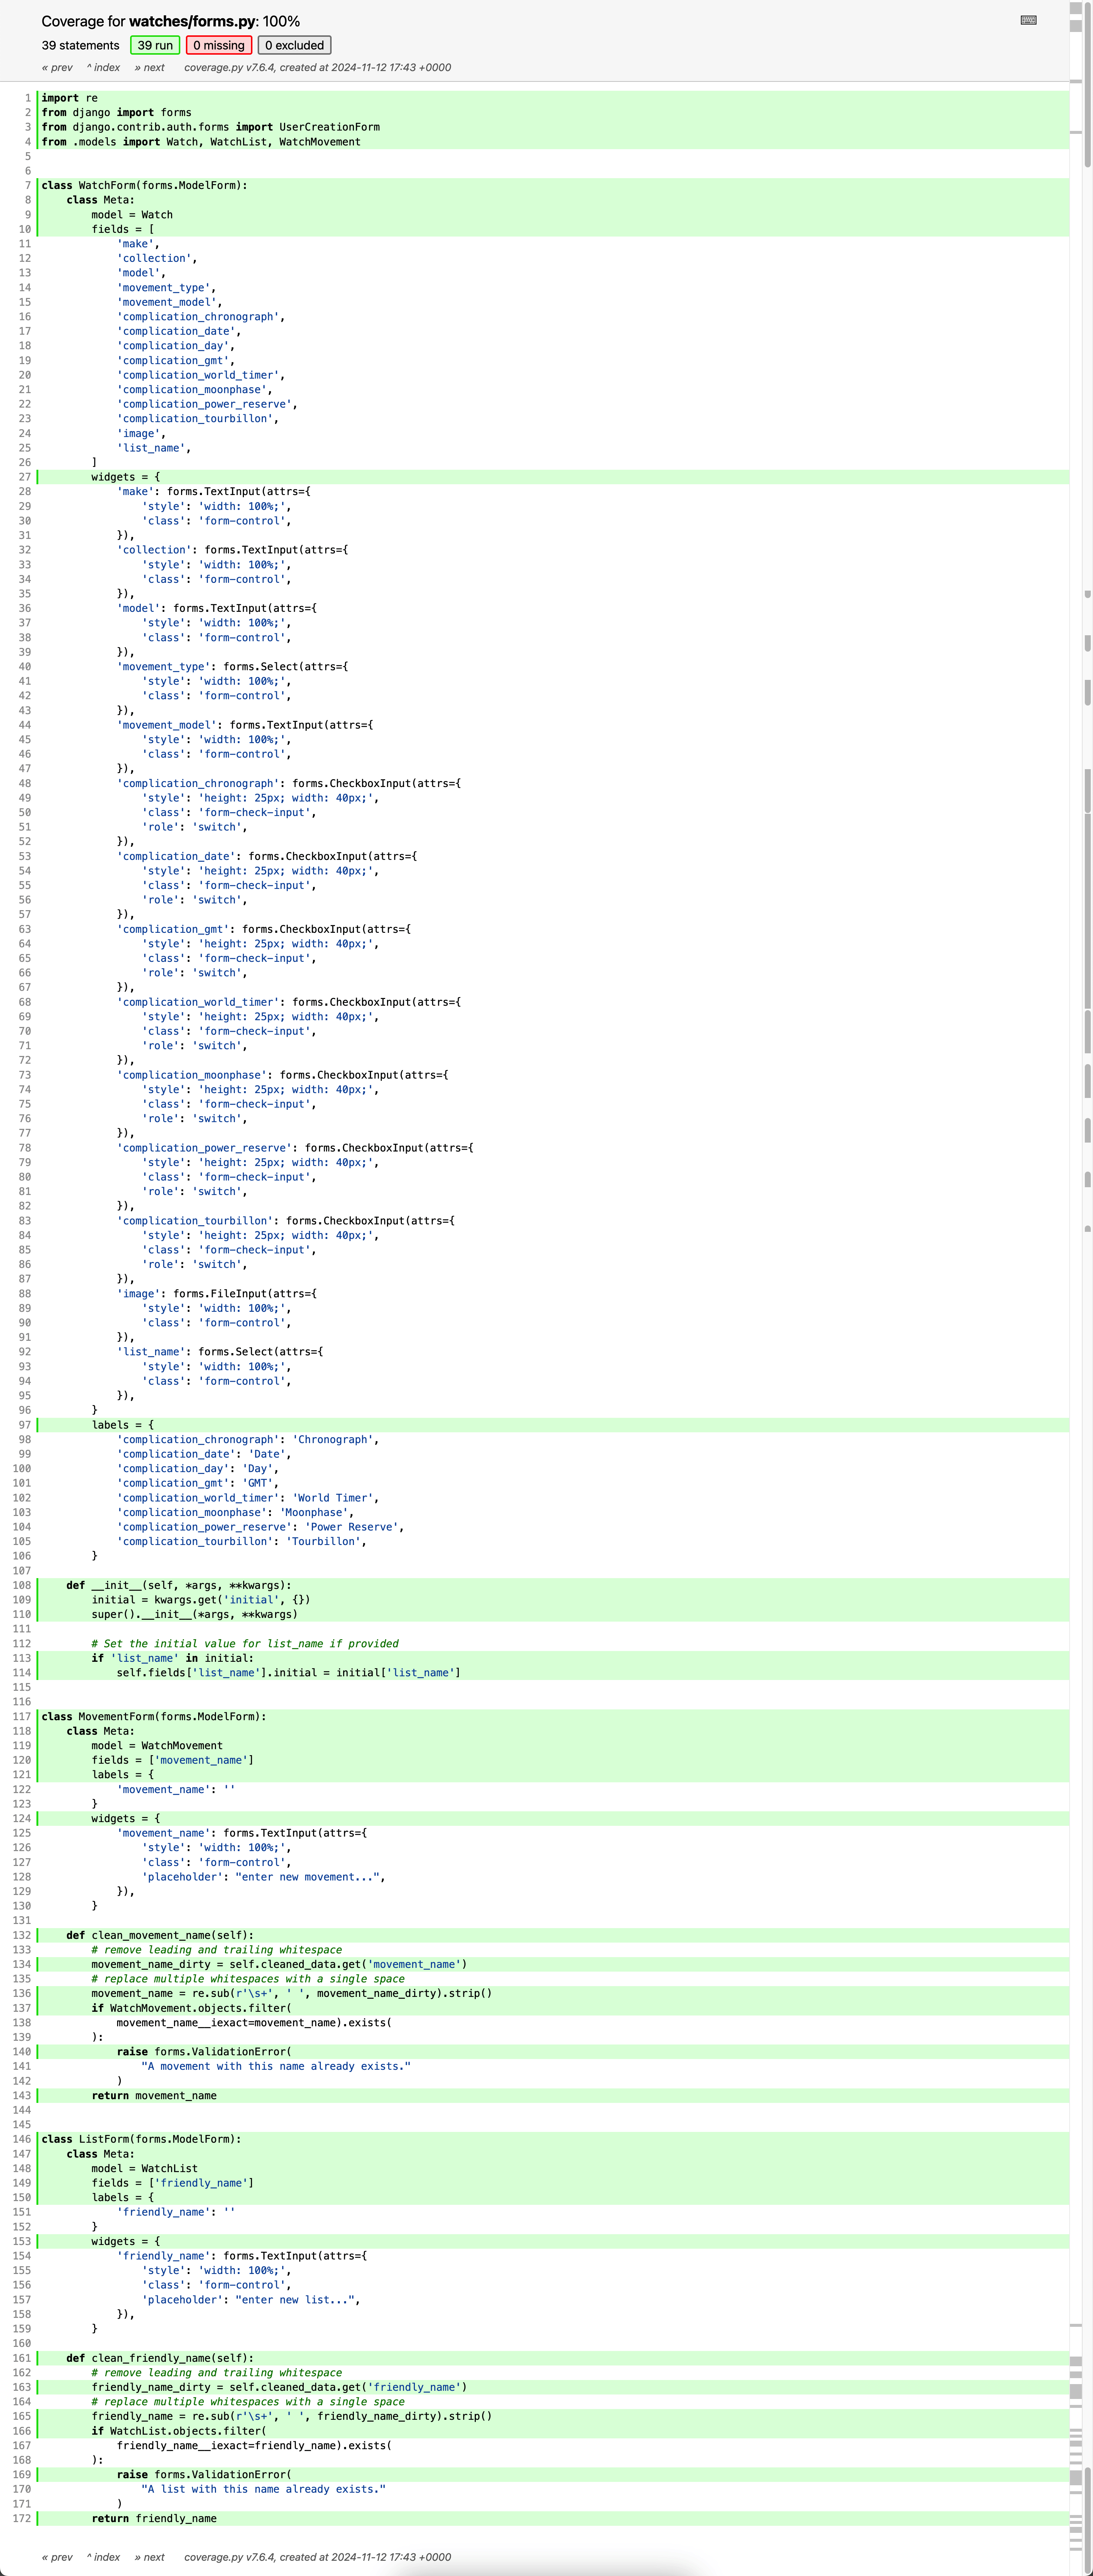 Coverage for watches/forms.py: 100%
39 statements 39 run 0 missing 0 excluded
« prev ^ index » next coverage.py v7.6.4, created at 2024-11-12 17:43 +0000
1 import re
2 from django import forms
3 from django.contrib.auth.forms import UserCreationForm
4 from .models import Watch, WatchList, WatchMovement
5
6
7 class WatchForm(forms.ModelForm):
8     class Meta:
9         model = Watch
10         fields = [
11             'make',
12             'collection',
13             'model',
14             'movement_type',
15             'movement_model',
16             'complication_chronograph',
17             'complication_date',
18             'complication_day',
19             'complication_gmt',
20             'complication_world_timer',
21             'complication_moonphase',
22             'complication_power_reserve',
23             'complication_tourbillon',
24             'image',
25             'list_name',
26         ]
27         widgets = {
28             'make': forms.TextInput(attrs={
29                 'style': 'width: 100%;',
30                 'class': 'form-control',
31             }),
32             'collection': forms.TextInput(attrs={
33                 'style': 'width: 100%;',
34                 'class': 'form-control',
35             }),
36             'model': forms.TextInput(attrs={
37                 'style': 'width: 100%;',
38                 'class': 'form-control',
39             }),
40             'movement_type': forms.Select(attrs={
41                 'style': 'width: 100%;',
42                 'class': 'form-control',
43             }),
44             'movement_model': forms.TextInput(attrs={
45                 'style': 'width: 100%;',
46                 'class': 'form-control',
47             }),
48             'complication_chronograph': forms.CheckboxInput(attrs={
49                 'style': 'height: 25px; width: 40px;',
50                 'class': 'form-check-input',
51                 'role': 'switch',
52             }),
53             'complication_date': forms.CheckboxInput(attrs={
54                 'style': 'height: 25px; width: 40px;',
55                 'class': 'form-check-input',
56                 'role': 'switch',
57             }),
63             'complication_gmt': forms.CheckboxInput(attrs={
64                 'style': 'height: 25px; width: 40px;',
65                 'class': 'form-check-input',
66                 'role': 'switch',
67             }),
68             'complication_world_timer': forms.CheckboxInput(attrs={
69                 'style': 'height: 25px; width: 40px;',
70                 'class': 'form-check-input',
71                 'role': 'switch',
72             }),
73             'complication_moonphase': forms.CheckboxInput(attrs={
74                 'style': 'height: 25px; width: 40px;',
75                 'class': 'form-check-input',
76                 'role': 'switch',
77             }),
78             'complication_power_reserve': forms.CheckboxInput(attrs={
79                 'style': 'height: 25px; width: 40px;',
80                 'class': 'form-check-input',
81                 'role': 'switch',
82             }),
83             'complication_tourbillon': forms.CheckboxInput(attrs={
84                 'style': 'height: 25px; width: 40px;',
85                 'class': 'form-check-input',
86                 'role': 'switch',
87             }),
88             'image': forms.FileInput(attrs={
89                 'style': 'width: 100%;',
90                 'class': 'form-control',
91             }),
92             'list_name': forms.Select(attrs={
93                 'style': 'width: 100%;',
94                 'class': 'form-control',
95             }),
96         }
97         labels = {
98             'complication_chronograph': 'Chronograph',
99             'complication_date': 'Date',
100             'complication_day': 'Day',
101             'complication_gmt': 'GMT',
102             'complication_world_timer': 'World Timer',
103             'complication_moonphase': 'Moonphase',
104             'complication_power_reserve': 'Power Reserve',
105             'complication_tourbillon': 'Tourbillon',
106         }
107
108     def __init__(self, *args, **kwargs):
109         initial = kwargs.get('initial', {})
110         super().__init__(*args, **kwargs)
111
112         # Set the initial value for list_name if provided
113         if 'list_name' in initial:
114             self.fields['list_name'].initial = initial['list_name']
115
116
117 class MovementForm(forms.ModelForm):
118     class Meta:
119         model = WatchMovement
120         fields = ['movement_name']
121         labels = {
122             'movement_name': ''
123         }
124         widgets = {
125             'movement_name': forms.TextInput(attrs={
126                 'style': 'width: 100%;',
127                 'class': 'form-control',
128                 'placeholder': "enter new movement...",
129             }),
130         }
131
132     def clean_movement_name(self):
133         # remove leading and trailing whitespace
134         movement_name_dirty = self.cleaned_data.get('movement_name')
135         # replace multiple whitespaces with a single space
136         movement_name = re.sub(r'\s+', ' ', movement_name_dirty).strip()
137         if WatchMovement.objects.filter(
138             movement_name__iexact=movement_name).exists(
139         ):
140             raise forms.ValidationError(
141                 "A movement with this name already exists."
142             )
143         return movement_name
144
145
146 class ListForm(forms.ModelForm):
147     class Meta:
148         model = WatchList
149         fields = ['friendly_name']
150         labels = {
151             'friendly_name': ''
152         }
153         widgets = {
154             'friendly_name': forms.TextInput(attrs={
155                 'style': 'width: 100%;',
156                 'class': 'form-control',
157                 'placeholder': "enter new list...",
158             }),
159         }
160
161     def clean_friendly_name(self):
162         # remove leading and trailing whitespace
163         friendly_name_dirty = self.cleaned_data.get('friendly_name')
164         # replace multiple whitespaces with a single space
165         friendly_name = re.sub(r'\s+', ' ', friendly_name_dirty).strip()
166         if WatchList.objects.filter(
167             friendly_name__iexact=friendly_name).exists(
168         ):
169             raise forms.ValidationError(
170                 "A list with this name already exists."
171             )
172         return friendly_name
« prev ^ index » next coverage.py v7.6.4, created at 2024-11-12 17:43 +0000